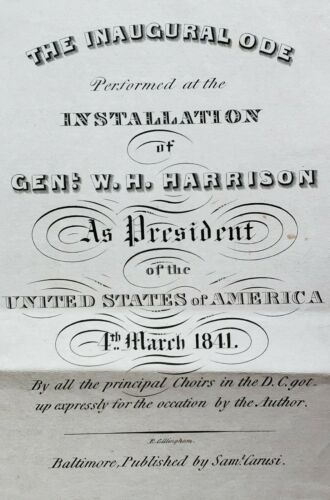 THE INAUGURAL ODE
Performed at the
INSTALLATION
of
GENL. W. H. HARRISON
As President
of the
UNITED STATES of AMERICA
4th. March 1841.
By all the principal Choirs in the D. C. got
up expressly for the occation by the Author.
E. Gillingham.
Baltimore, Published by Saml. Carusi.